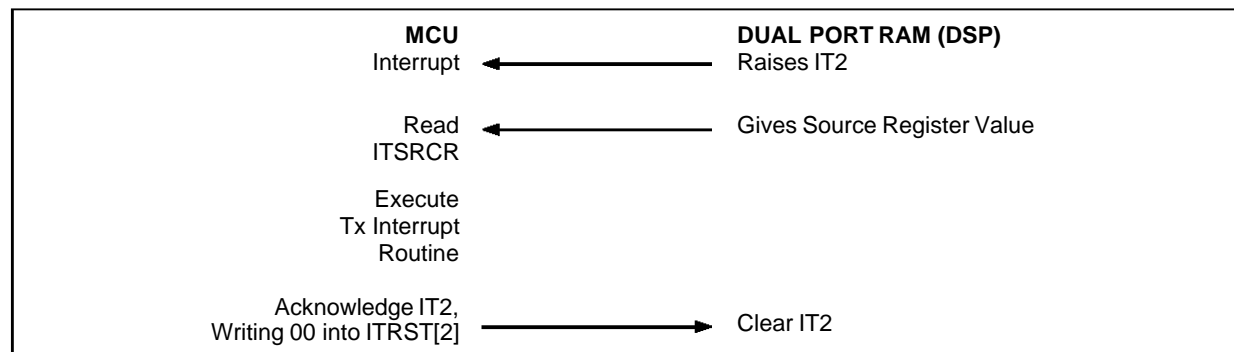 MCU
DUAL PORT RAM (DSP)
Interrupt
Raises IT2
Read
Gives Source Register Value
ITSRCR
Execute
Tx Interrupt
Routine
Acknowledge IT2,
Writing 00 into ITRST[2]
Clear IT2